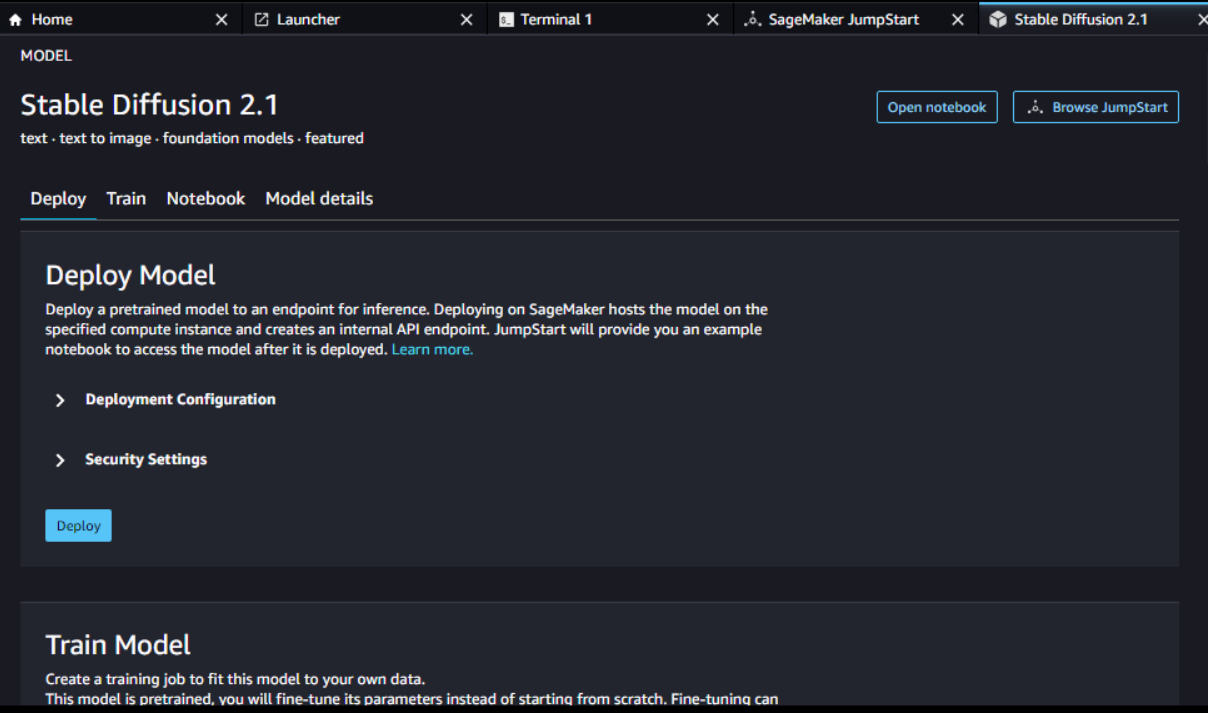 Home
Launcher
Terminal 1
SageMaker JumpStart
Stable Diffusion 2.1
MODEL
Stable Diffusion 2.1
Open notebook
Browse JumpStart
text · text to image · foundation models · featured
Deploy Train Notebook Model details
Deploy Model
Deploy a pretrained model to an endpoint for inference. Deploying on SageMaker hosts the model on the
specified compute instance and creates an internal API endpoint. JumpStart will provide you an example
notebook to access the model after it is deployed. Learn more.
Deployment Configuration
Security Settings
Deploy
Train Model
Create a training job to fit this model to your own data.
This model is pretrained, you will fine-tune its parameters instead of starting from scratch. Fine-tuning can